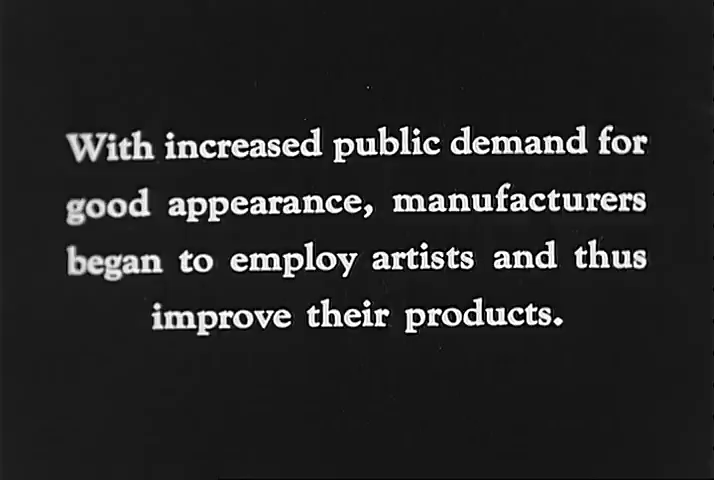 With increased public demand for
good appearance, manufacturers
began to employ artists and thus
improve their products.